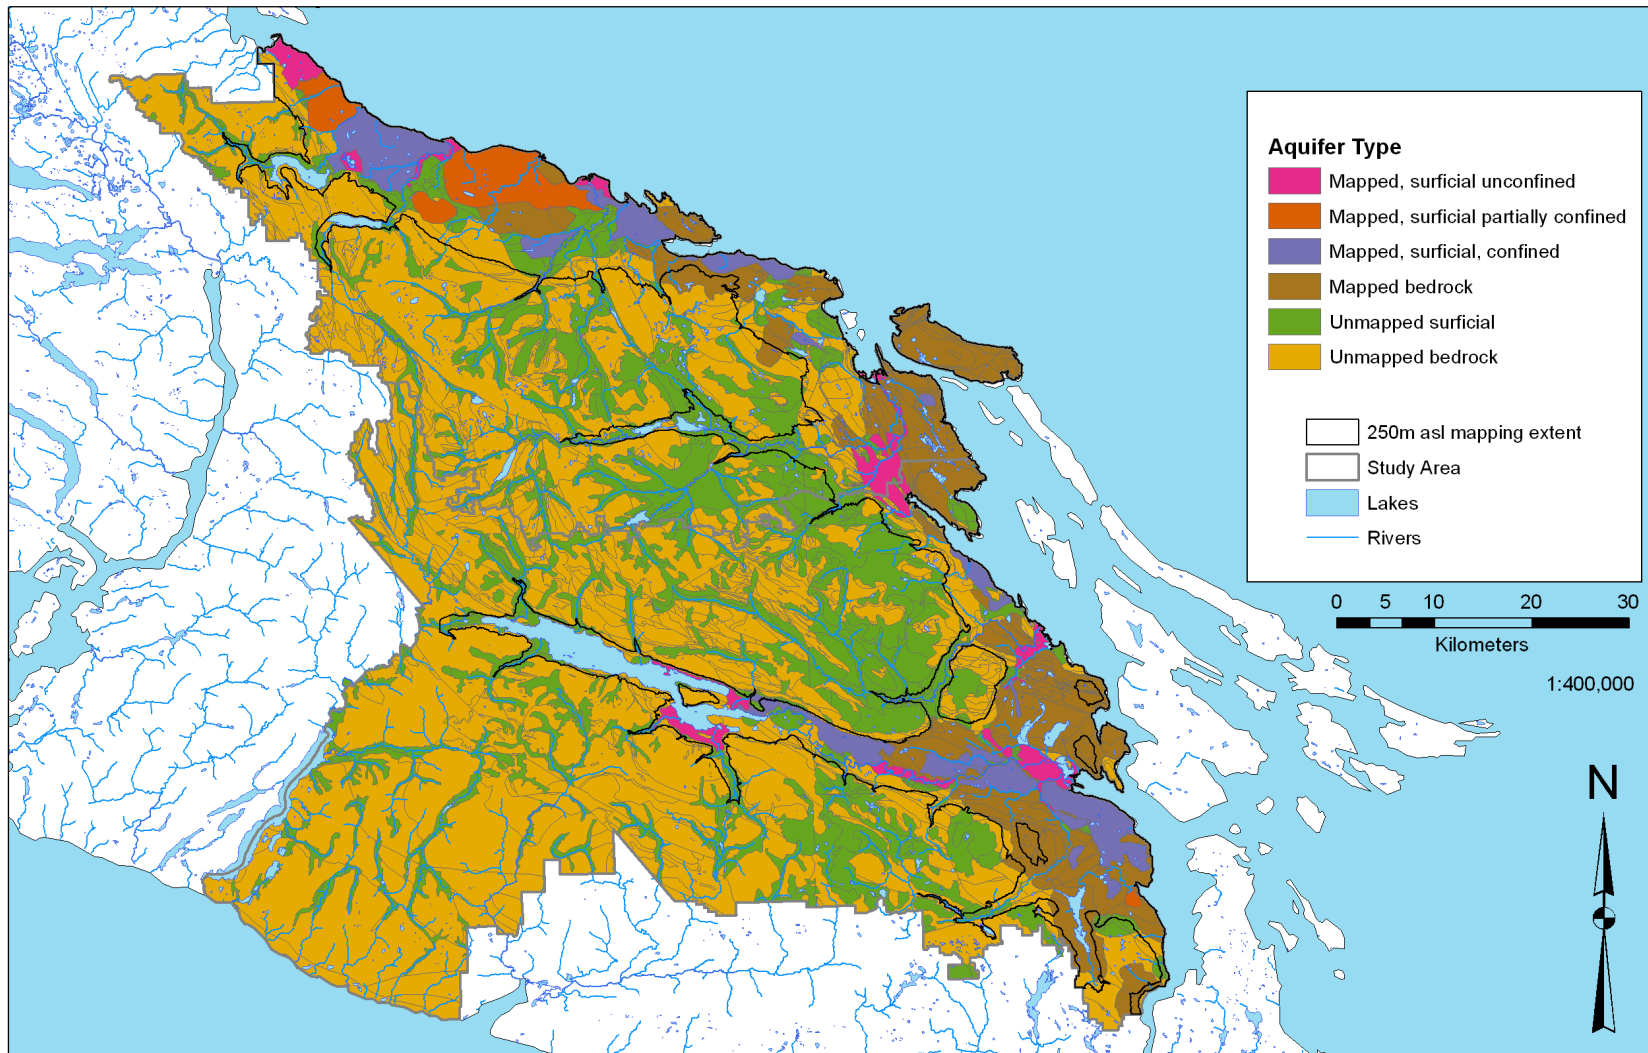 Aquifer Type
Mapped, surficial unconfined
Mapped, surficial partially confined
Mapped, surficial, confined
Mapped bedrock
Unmapped surficial
Unmapped bedrock
250m asl mapping extent
Study Area
Lakes
Rivers
0 5 10 20 30
Kilometers
1:400,000
N